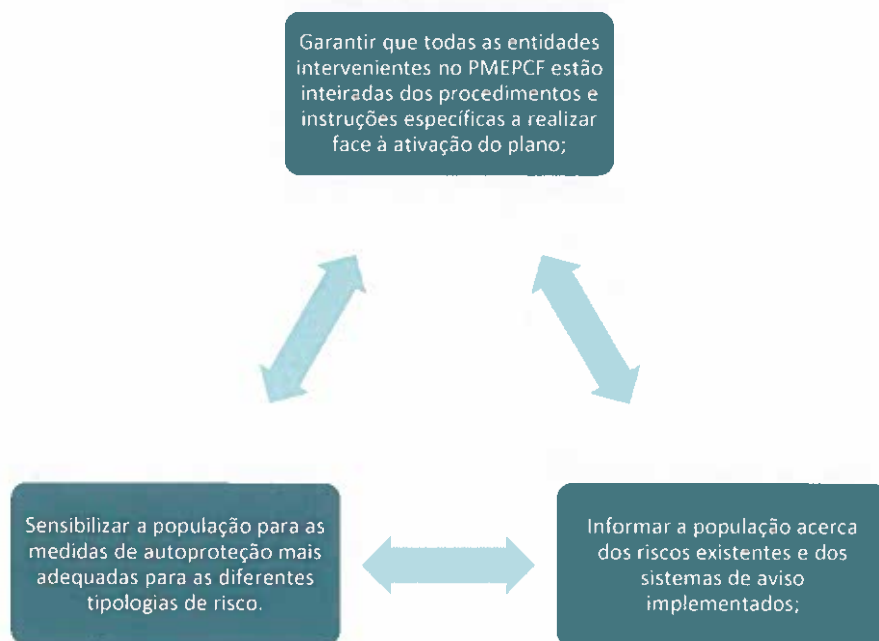 Garantir que todas as entidades
intervenientes no PMEPCF estão
inteiradas dos procedimentos e
instruções específicas a realizar
face à ativação do plano;
Sensibilizar a população para as
medidas de autoproteção mais
adequadas para as diferentes
tipologias de risco.
Informar a população acerca
dos riscos existentes e dos
sistemas de aviso
implementados;